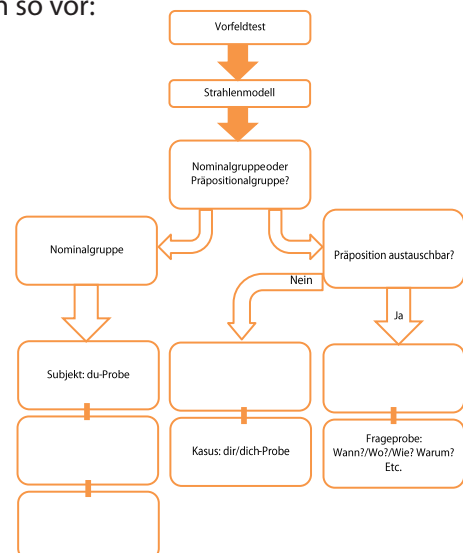 n so vor:
Vorfeldtest
Strahlenmodell
Nominalgruppeoder
Präpositionalgruppe?
Nominalgruppe
Präposition austauschbar?
Nein
Ja
Subjekt: du-Probe
Kasus: dir/dich-Probe
Frageprobe:
Wann?/Wo?/Wie? Warum?
Etc.